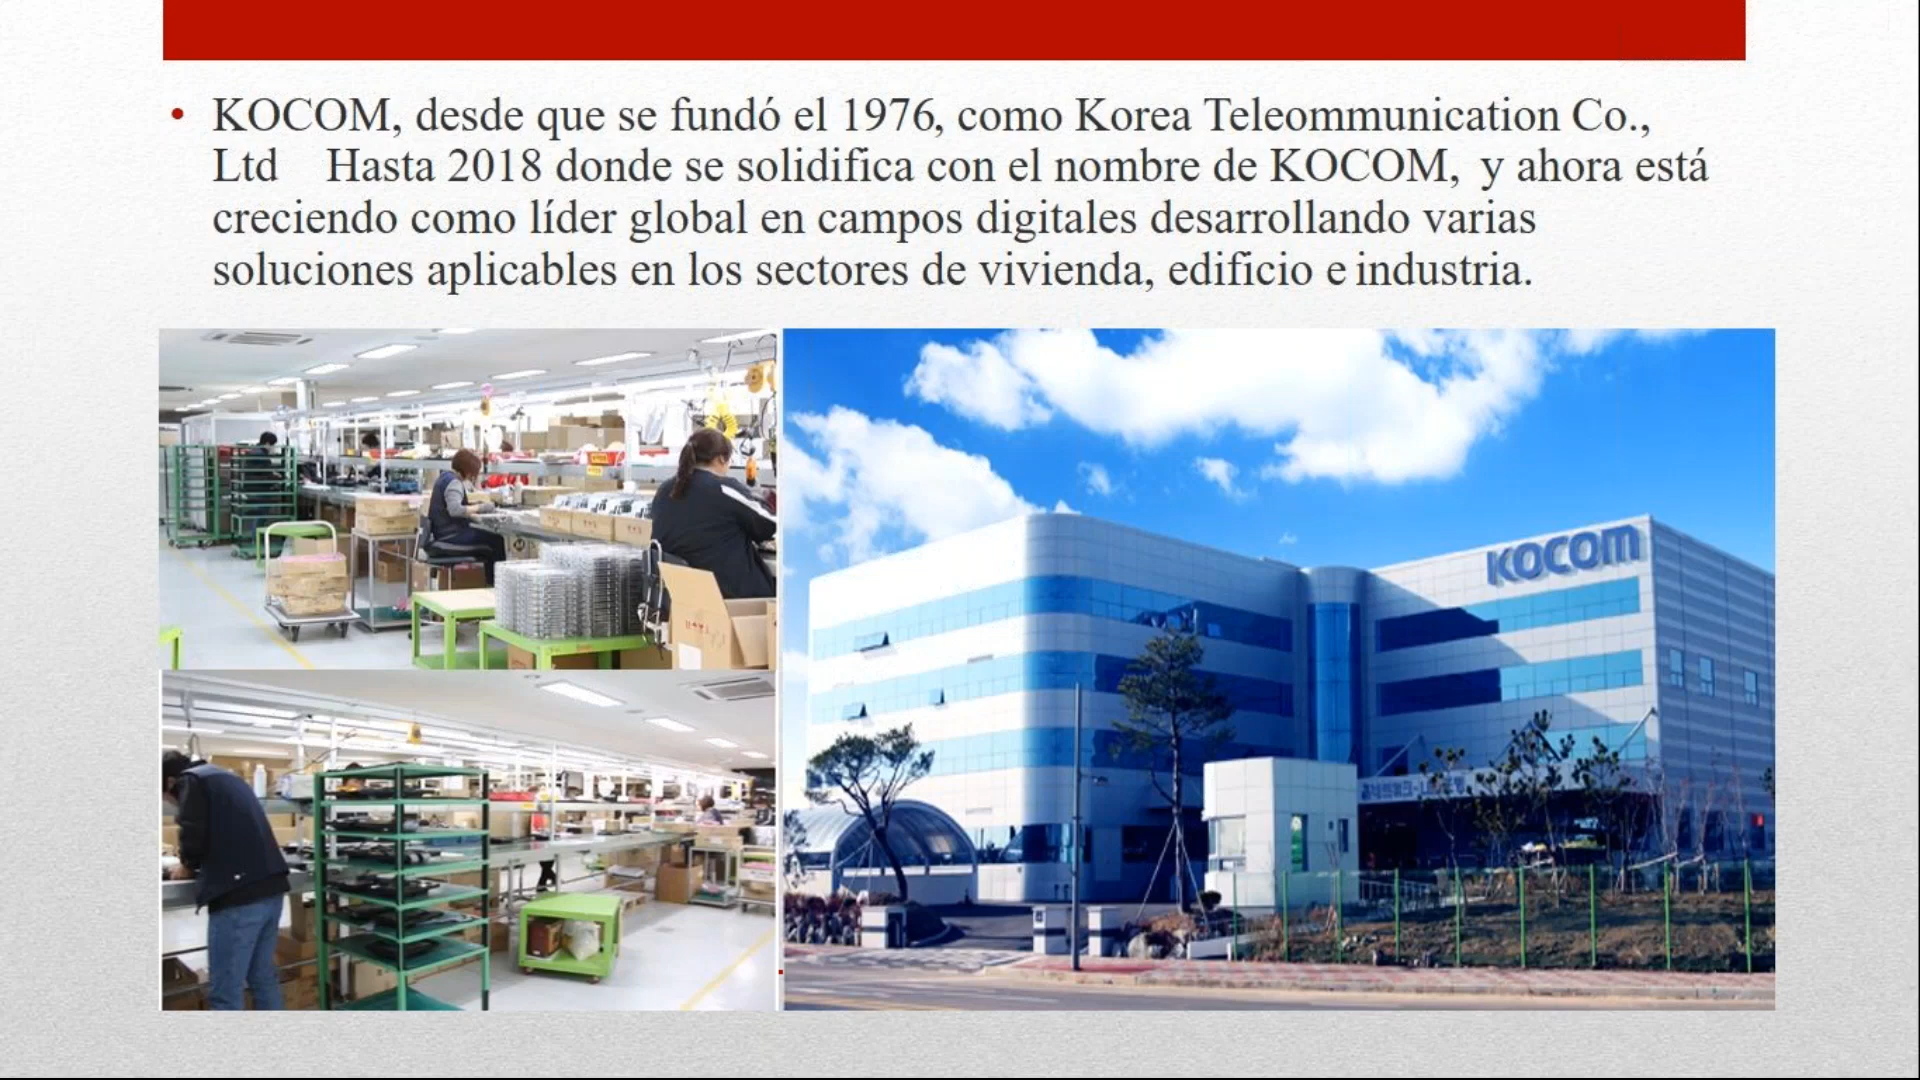 • KOCOM, desde que se fundó el 1976, como Korea Teleommunication Co.,
Ltd Hasta 2018 donde se solidifica con el nombre de KOCOM, y ahora está
creciendo como líder global en campos digitales desarrollando varias
soluciones aplicables en los sectores de vivienda, edificio e industria.
KOCOM